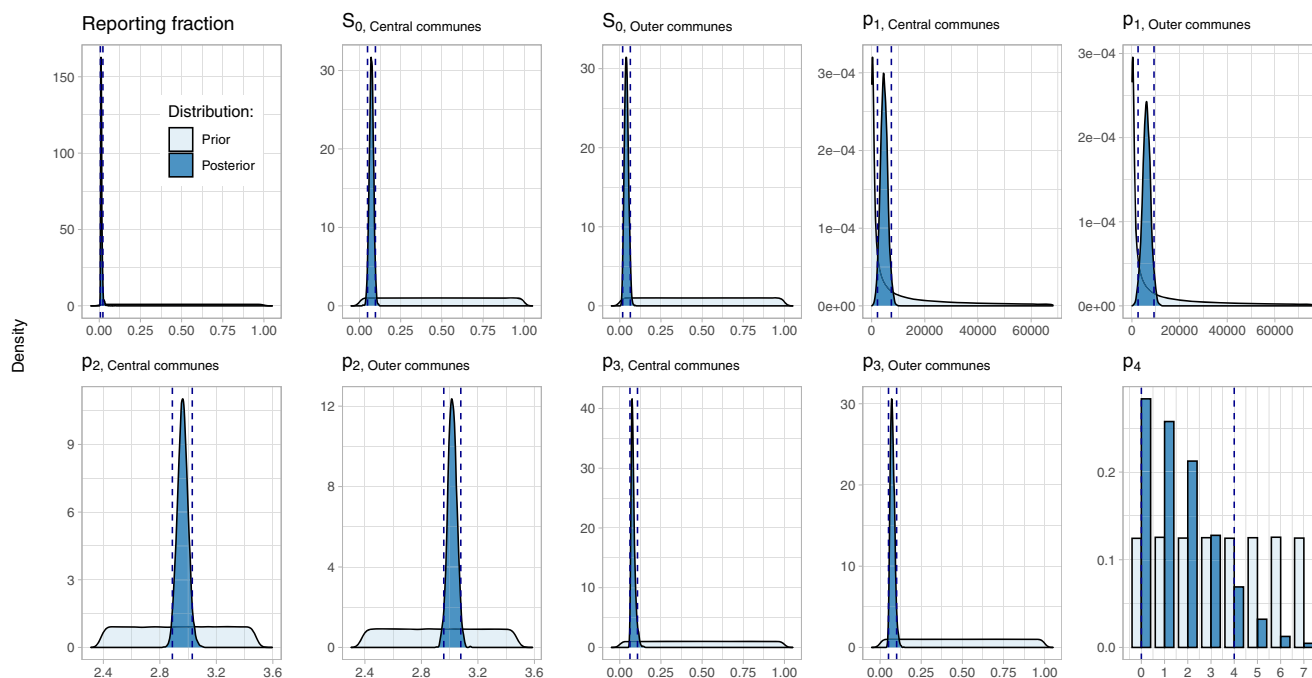 Reporting fraction
S0, Central communes
S0, Outer communes
p1, Central communes
p1, Outer communes
150
100
50
0
Distribution:
Prior
Posterior
0.00 0.25 0.50 0.75 1.00
30
20
10
0
0.00 0.25 0.50 0.75 1.00
30
20
10
0
0.00 0.25 0.50 0.75 1.00
3e−04
2e−04
1e−04
0e+00
0 20000 40000 60000
3e−04
2e−04
1e−04
0e+00
0 20000 40000 60000
Density
p2, Central communes
p2, Outer communes
p3, Central communes
p3, Outer communes
p4
9
6
3
0
2.4 2.8 3.2 3.6
12
8
4
0
2.4 2.8 3.2 3.6
40
30
20
10
0
0.00 0.25 0.50 0.75 1.00
30
20
10
0
0.00 0.25 0.50 0.75 1.00
0.2
0.1
0.0
0 1 2 3 4 5 6 7